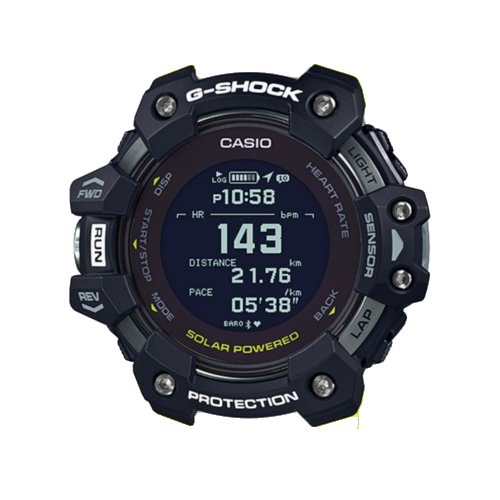 G-SHOCK
CASIO
LOG 30
P10:58
HR bpm
143
DISTANCE km
21.76
PACE /km
05'38"
BARO
SOLAR POWERED
PROTECTION
DISP
START/STOP
MODE
HEART RATE
BACK
FWD
RUN
REV
LIGHT
SENSOR
LAP